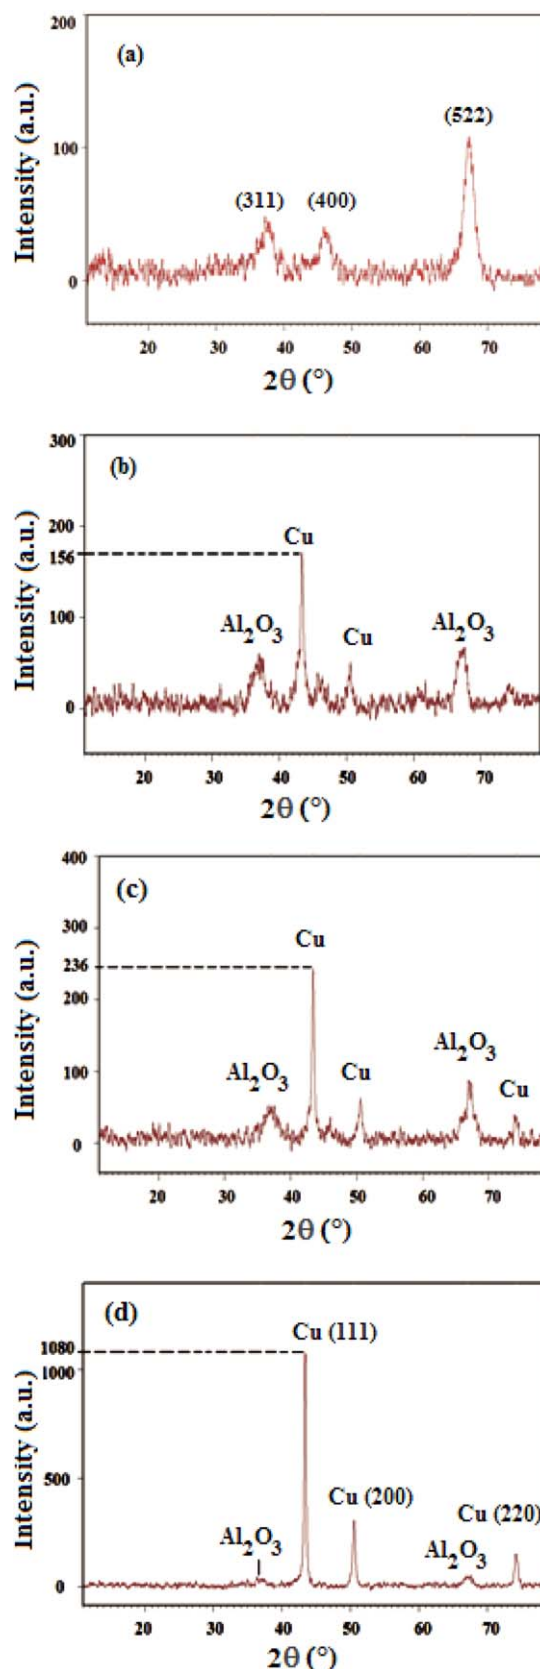 200
(a)
(522)
100
(311)
(400)
0
Intensity (a.u.)
20 30 40 50 60 70
2θ (°)
300
(b)
200
Cu
156
Al2O3
Cu
Al2O3
100
0
Intensity (a.u.)
20 30 40 50 60 70
2θ (°)
400
(c)
300
Cu
236
200
Al2O3
Cu
Al2O3
Cu
100
0
Intensity (a.u.)
20 30 40 50 60 70
2θ (°)
(d)
Cu (111)
1080
1000
500
Cu (200)
Cu (220)
Al2O3
Al2O3
0
Intensity (a.u.)
20 30 40 50 60 70
2θ (°)